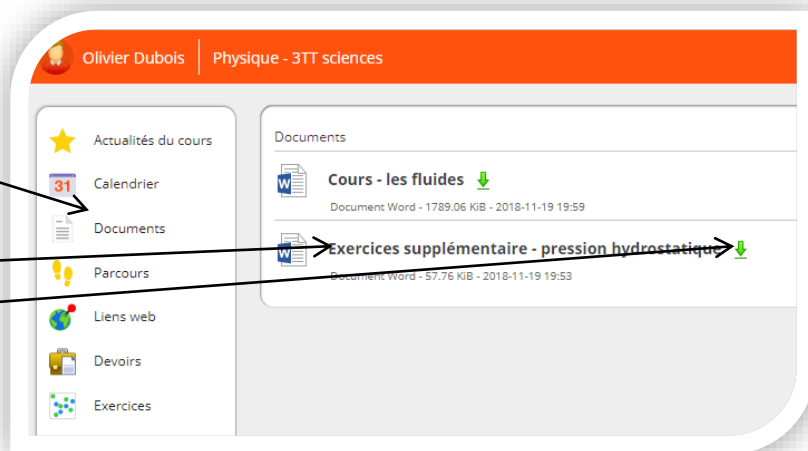 Olivier Dubois
Physique - 3TT sciences
Actualités du cours
31
Calendrier
Documents
Parcours
Liens web
Devoirs
Exercices
Documents
W
Cours - les fluides
Document Word - 1789.06 KiB - 2018-11-19 19:59
W
Exercices supplémentaire - pression hydrostatique
Document Word - 57.76 KiB - 2018-11-19 19:53